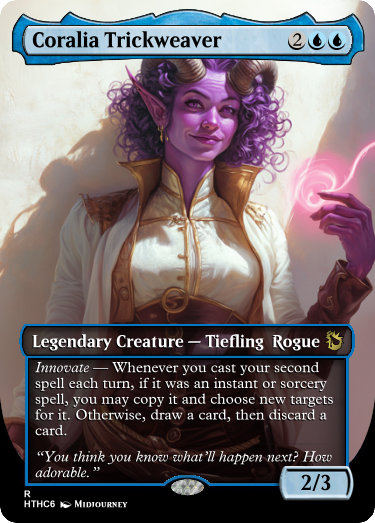 Coralia Trickweaver 2
Legendary Creature — Tiefling Rogue
Innovate — Whenever you cast your second
spell each turn, if it was an instant or sorcery
spell, you may copy it and choose new targets
for it. Otherwise, draw a card, then discard a
card.
“You think you know what’ll happen next? How
adorable.”
2/3
R
HTHC6 Midjourney